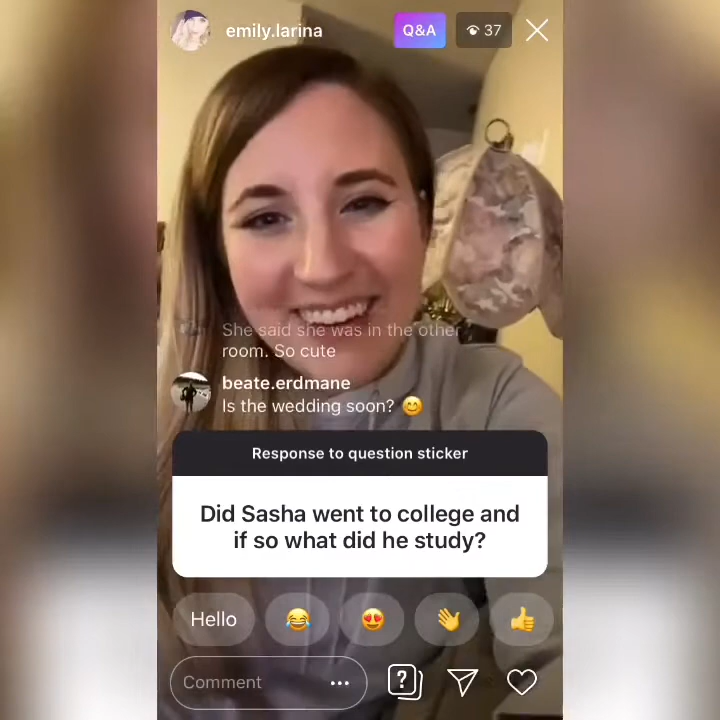 emily.larina
Q&A
37
She said she was in the other
room. So cute
beate.erdmane
Is the wedding soon? 😊
Response to question sticker
Did Sasha went to college and
if so what did he study?
Hello 😂 😍 👋 👍
Comment